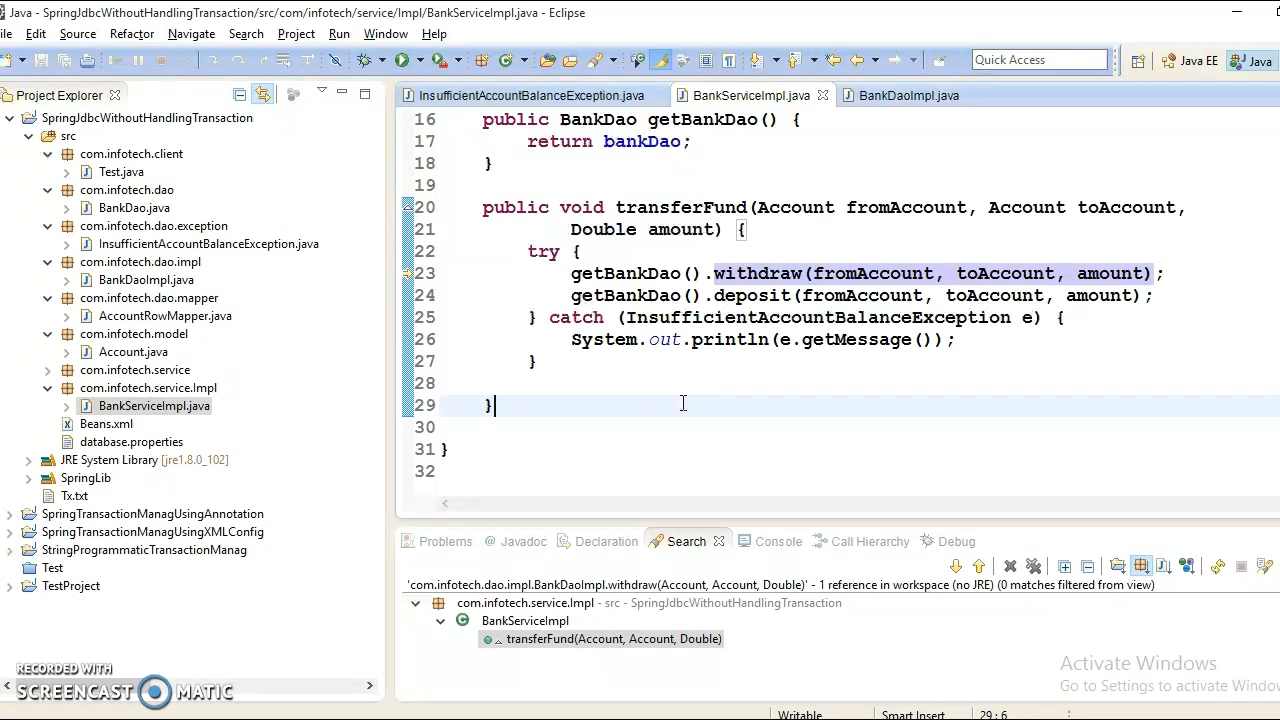 Java - SpringJdbcWithoutHandlingTransaction/src/com/infotech/service/Impl/BankServiceImpl.java - Eclipse
ile Edit Source Refactor Navigate Search Project Run Window Help
Quick Access
Java EE
Java
Project Explorer
InsufficientAccountBalanceException.java
BankServiceImpl.java
BankDaoImpl.java
SpringJdbcWithoutHandlingTransaction
src
com.infotech.client
Test.java
com.infotech.dao
BankDao.java
com.infotech.dao.exception
InsufficientAccountBalanceException.java
com.infotech.dao.impl
BankDaoImpl.java
com.infotech.dao.mapper
AccountRowMapper.java
com.infotech.model
Account.java
com.infotech.service
com.infotech.service.Impl
BankServiceImpl.java
Beans.xml
database.properties
JRE System Library [jre1.8.0_102]
SpringLib
Tx.txt
SpringTransactionManagUsingAnnotation
SpringTransactionManagUsingXMLConfig
StringProgrammaticTransactionManag
Test
TestProject
16 public BankDao getBankDao() {
17 return bankDao;
18 }
19
20 public void transferFund(Account fromAccount, Account toAccount,
21 Double amount) {
22 try {
23 getBankDao().withdraw(fromAccount, toAccount, amount);
24 getBankDao().deposit(fromAccount, toAccount, amount);
25 } catch (InsufficientAccountBalanceException e) {
26 System.out.println(e.getMessage());
27 }
28
29 }
30
31 }
32
Problems @ Javadoc Declaration Search Console Call Hierarchy Debug
'com.infotech.dao.impl.BankDaoImpl.withdraw(Account, Account, Double)' - 1 reference in workspace (no JRE) (0 matches filtered from view)
com.infotech.service.Impl - src - SpringJdbcWithoutHandlingTransaction
BankServiceImpl
transferFund(Account, Account, Double)
Activate Windows
Go to Settings to activate Window
RECORDED WITH
SCREENCAST MATIC
Writable Smart Insert 29 : 6